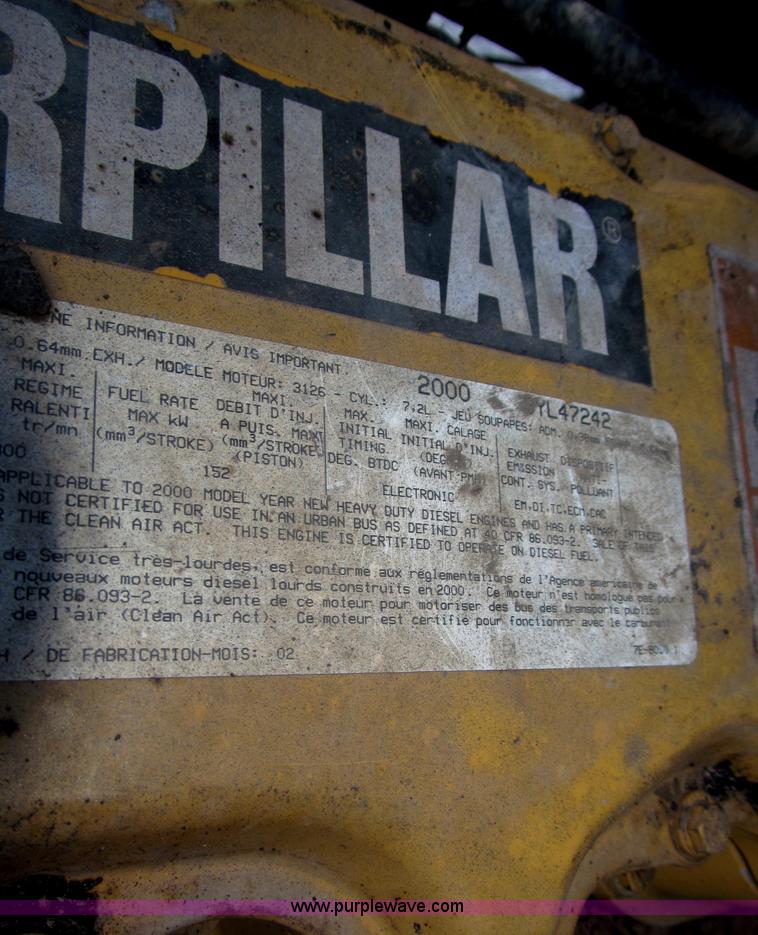 RPILLAR®
NE INFORMATION / AVIS IMPORTANT.
2000 YL47242
0.64mm EXH./ MODELE MOTEUR: 3126 - CYL.: 7.2L - JEU SOUPAPES: ADM.
MAXI. MAXI. MAX. MAXI. CALAGE
REGIME FUEL RATE DEBIT D'INJ. INITIAL INITIAL D'INJ. EXHAUST DISPOSITIF
RALENTI MAX kW A PUIS. MAX TIMING EMISSION ANTI-
tr/mn (mm³/STROKE) (mm³/STROKE DEG. BTDC (AVANT PMH) CONT. SYS. POLLUANT
(PISTON)
152 ELECTRONIC EM,DI,TC,ECM,CAC
APPLICABLE TO 2000 MODEL YEAR NEW HEAVY DUTY DIESEL ENGINES AND HAS A PRIMARY INTENDED
S NOT CERTIFIED FOR USE IN AN URBAN BUS AS DEFINED AT 40 CFR 86.093-2. SALE OF THIS
THE CLEAN AIR ACT. THIS ENGINE IS CERTIFIED TO OPERATE ON DIESEL FUEL.
de Service très-lourdes, est conforme aux réglementations de l'Agence américaine de
nouveaux moteurs diesel lourds construits en 2000. Ce moteur n'est homologué pas pour
CFR 86.093-2. La vente de ce moteur pour motoriser des bus des transports publics
de l'air (Clean Air Act). Ce moteur est certifié pour fonctionner avec le carburant
H / DE FABRICATION-MOIS: 02
www.purplewave.com